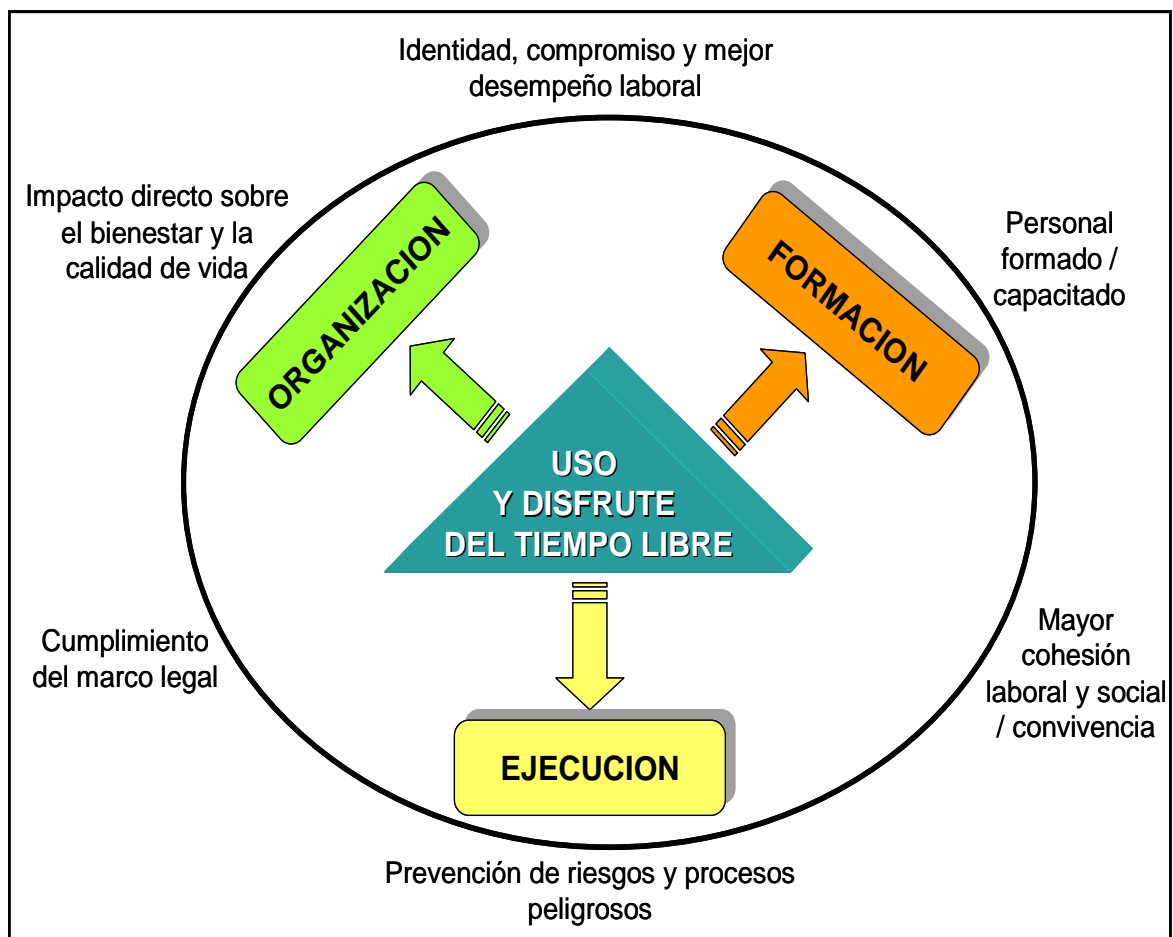 Identidad, compromiso y mejor
desempeño laboral
Impacto directo sobre
el bienestar y la
calidad de vida
ORGANIZACION
FORMACION
Personal
formado /
capacitado
USO
Y DISFRUTE
DEL TIEMPO LIBRE
Cumplimiento
del marco legal
Mayor
cohesión
laboral y social
/ convivencia
EJECUCION
Prevención de riesgos y procesos
peligrosos